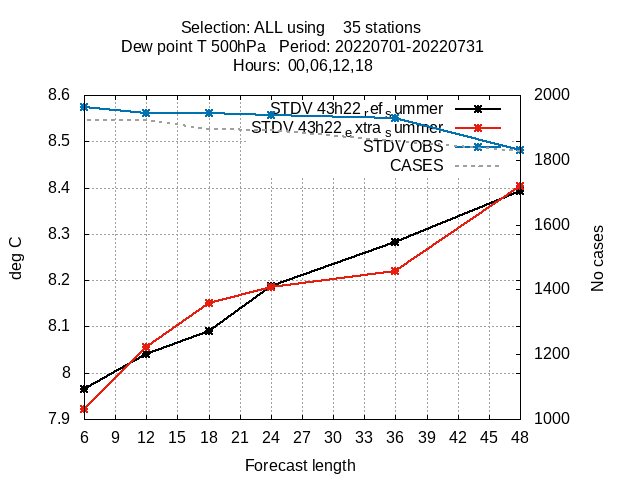 Selection: ALL using    35 stations
Dew point T 500hPa   Period: 20220701-20220731
Hours:  00,06,12,18
STDV 43h22_ref_summer
STDV 43h22_extra_summer
STDV OBS
CASES
deg C
8.6
8.5
8.4
8.3
8.2
8.1
8
7.9
No cases
2000
1800
1600
1400
1200
1000
6 9 12 15 18 21 24 27 30 33 36 39 42 45 48
Forecast length